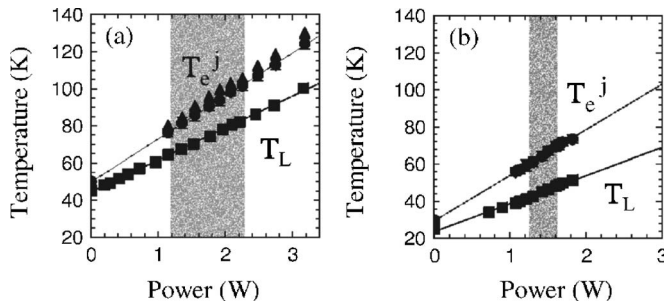 (a)
Temperature (K)
140
120
100
80
60
40
20
T_e^j
T_L
0 1 2 3
Power (W)
(b)
Temperature (K)
140
120
100
80
60
40
20
T_e^j
T_L
0 1 2 3
Power (W)